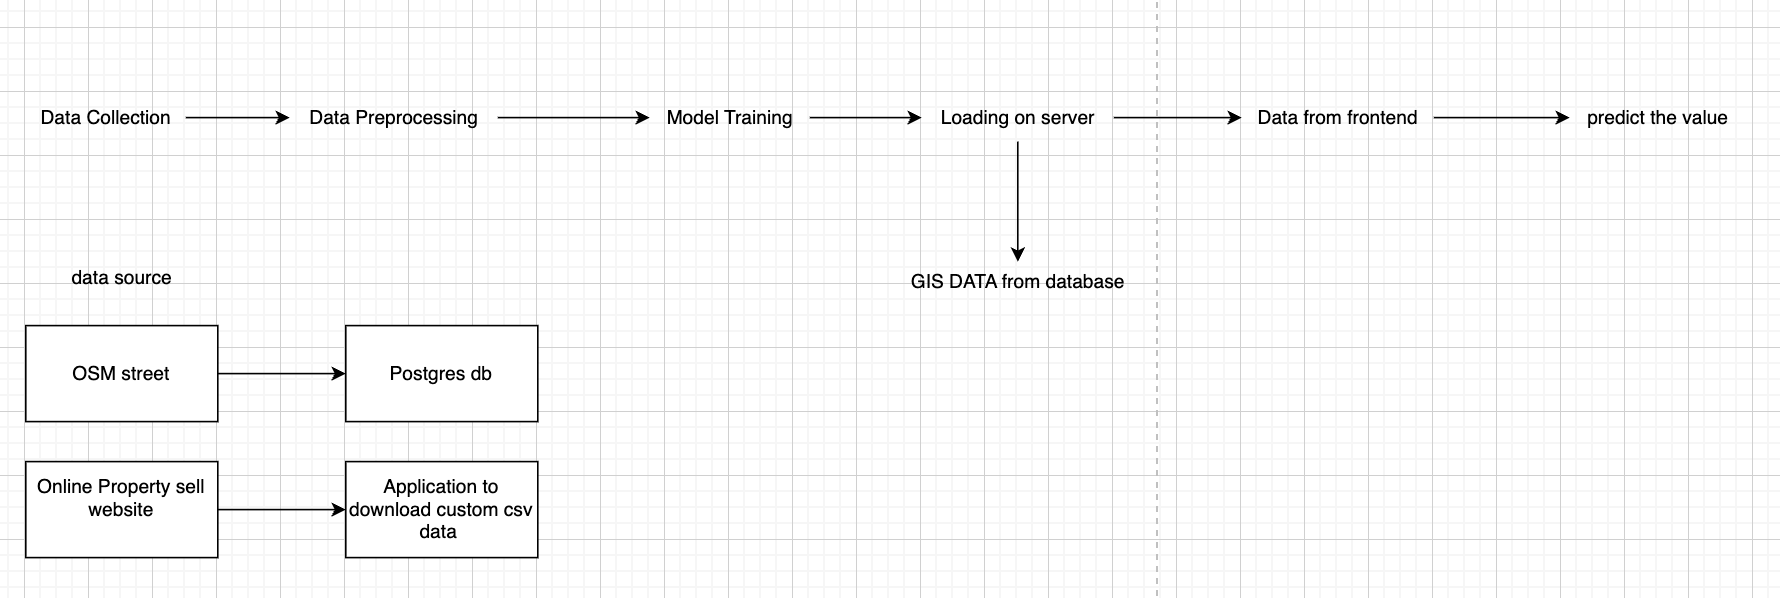 Data Collection
Data Preprocessing
Model Training
Loading on server
Data from frontend
predict the value
data source
GIS DATA from database
OSM street
Postgres db
Online Property sell
website
Application to
download custom csv
data